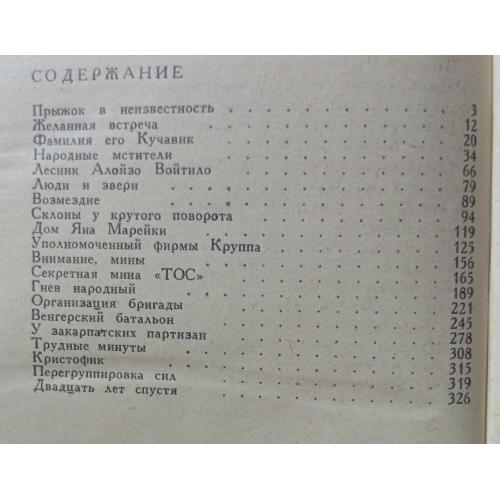 СОДЕРЖАНИЕ
Прыжок в неизвестность . . . . . . . . . . 3
Желанная встреча . . . . . . . . . . 12
Фамилия его Кучавик . . . . . . . . . . 20
Народные мстители . . . . . . . . . . 34
Лесник Алойзо Войтило . . . . . . . . . . 66
Люди и звери . . . . . . . . . . 79
Возмездие . . . . . . . . . . 89
Склоны у крутого поворота . . . . . . . . . . 94
Дом Яна Марейки . . . . . . . . . . 119
Уполномоченный фирмы Круппа . . . . . . . . . . 125
Внимание, мины . . . . . . . . . . 156
Секретная мина «ТОС» . . . . . . . . . . 165
Гнев народный . . . . . . . . . . 189
Организация бригады . . . . . . . . . . 221
Венгерский батальон . . . . . . . . . . 245
У закарпатских партизан . . . . . . . . . . 278
Трудные минуты . . . . . . . . . . 308
Кристофик . . . . . . . . . . 315
Перегруппировка сил . . . . . . . . . . 319
Двадцать лет спустя . . . . . . . . . . 326